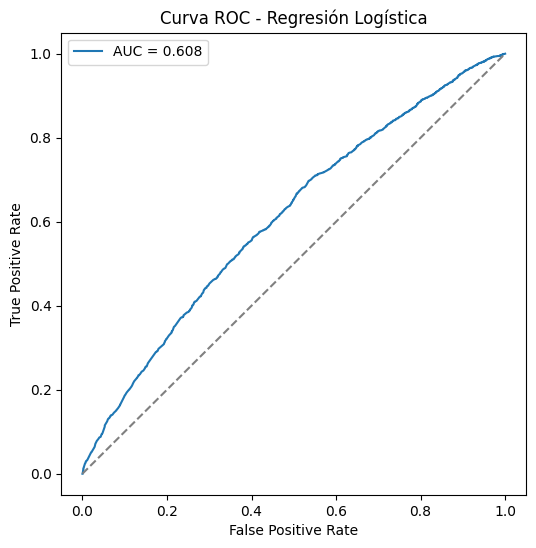 Curva ROC - Regresión Logística
AUC = 0.608
True Positive Rate
1.0
0.8
0.6
0.4
0.2
0.0
0.0 0.2 0.4 0.6 0.8 1.0
False Positive Rate